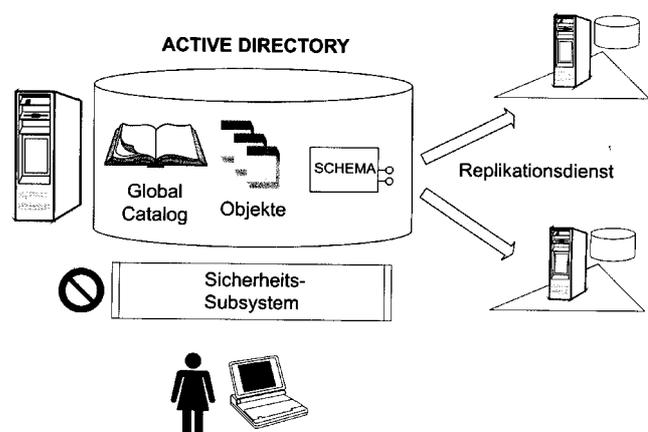 ACTIVE DIRECTORY
Global
Catalog
Objekte
SCHEMA
Replikationsdienst
Sicherheits-
Subsystem